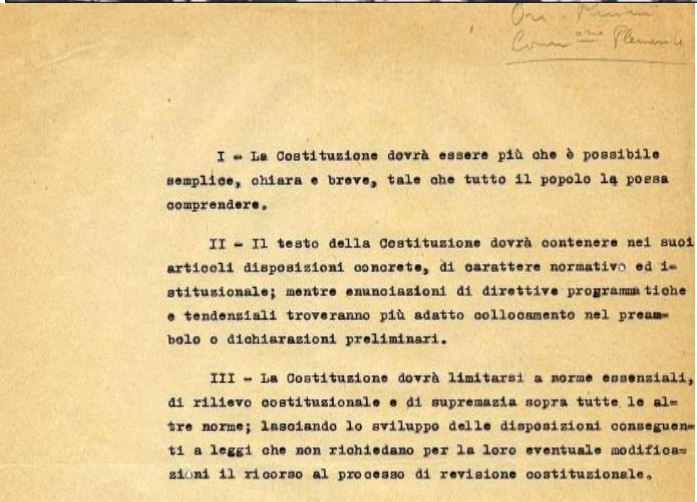 On.
Plenaria
I - La Costituzione dovrà essere più che è possibile
semplice, chiara e breve, tale che tutto il popolo la possa
comprendere.
II - Il testo della Costituzione dovrà contenere nei suoi
articoli disposizioni concrete, di carattere normativo ed i=
stituzionale; mentre enunciazioni di direttive programmatiche
e tendenziali troveranno più adatto collocamento nel pream=
bolo o dichiarazioni preliminari.
III - La Costituzione dovrà limitarsi a norme essenziali,
di rilievo costituzionale e di supremazia sopra tutte le al=
tre norme; lasciando lo sviluppo delle disposizioni conseguen=
ti a leggi che non richiedano per la loro eventuale modifica=
zioni il ricorso al processo di revisione costituzionale.